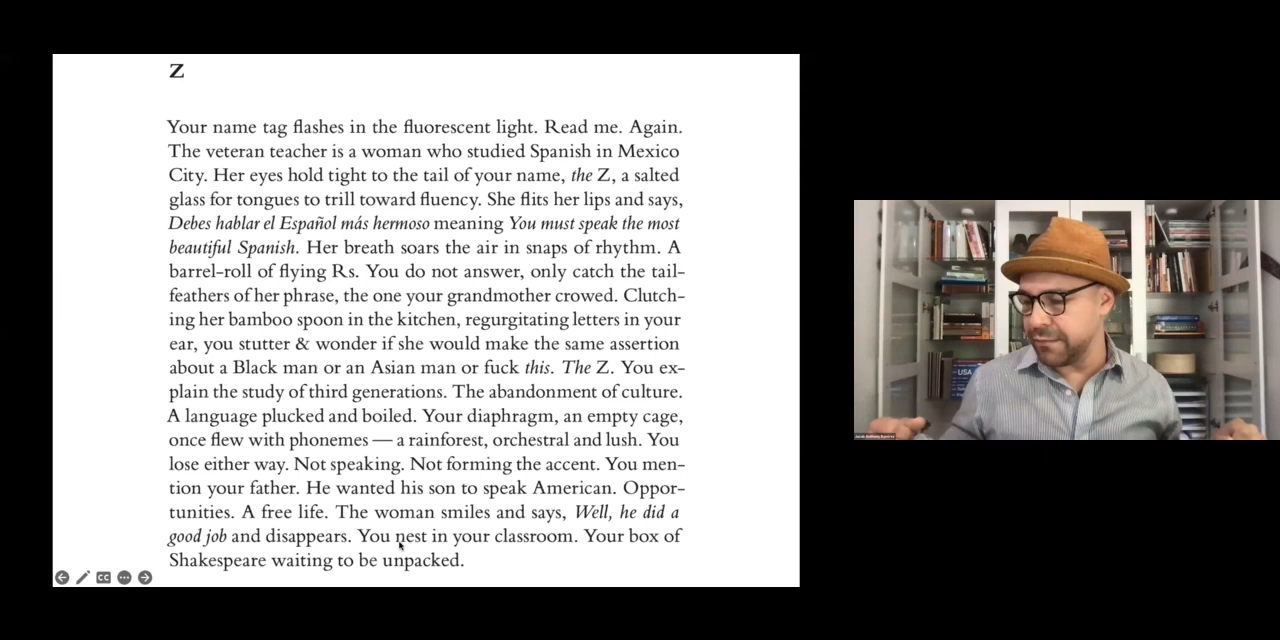 Z
Your name tag flashes in the fluorescent light. Read me. Again.
The veteran teacher is a woman who studied Spanish in Mexico
City. Her eyes hold tight to the tail of your name, the Z, a salted
glass for tongues to trill toward fluency. She flits her lips and says,
Debes hablar el Español más hermoso meaning You must speak the most
beautiful Spanish. Her breath soars the air in snaps of rhythm. A
barrel-roll of flying Rs. You do not answer, only catch the tail-
feathers of her phrase, the one your grandmother crowed. Clutch-
ing her bamboo spoon in the kitchen, regurgitating letters in your
ear, you stutter & wonder if she would make the same assertion
about a Black man or an Asian man or fuck this. The Z. You ex-
plain the study of third generations. The abandonment of culture.
A language plucked and boiled. Your diaphragm, an empty cage,
once flew with phonemes — a rainforest, orchestral and lush. You
lose either way. Not speaking. Not forming the accent. You men-
tion your father. He wanted his son to speak American. Oppor-
tunities. A free life. The woman smiles and says, Well, he did a
good job and disappears. You nest in your classroom. Your box of
Shakespeare waiting to be unpacked.
CC
USA